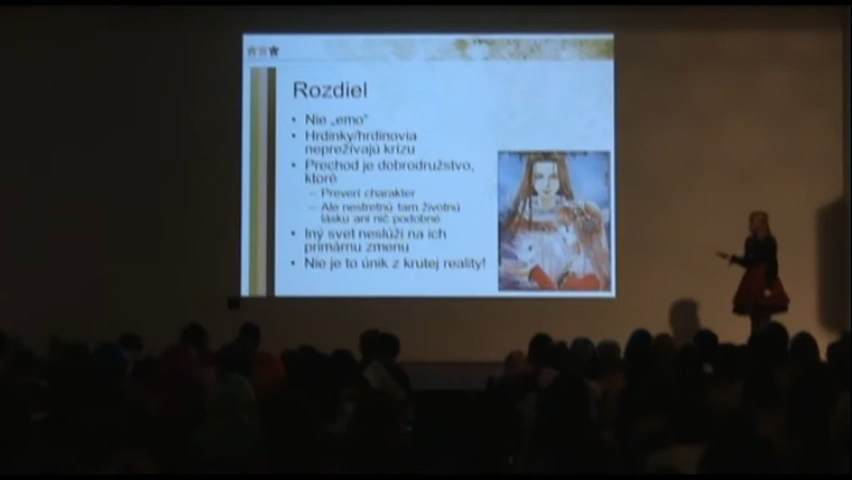 Rozdiel
• Nie „emo"
• Hrdinky/hrdinovia
neprežívajú krízu
• Prechod je dobrodružstvo,
ktoré
– Preverí charakter
– Ale nestretnú tam životnú
lásku ani nič podobné
• Iný svet neslúži na ich
primárnu zmenu
• Nie je to únik z krutej reality!